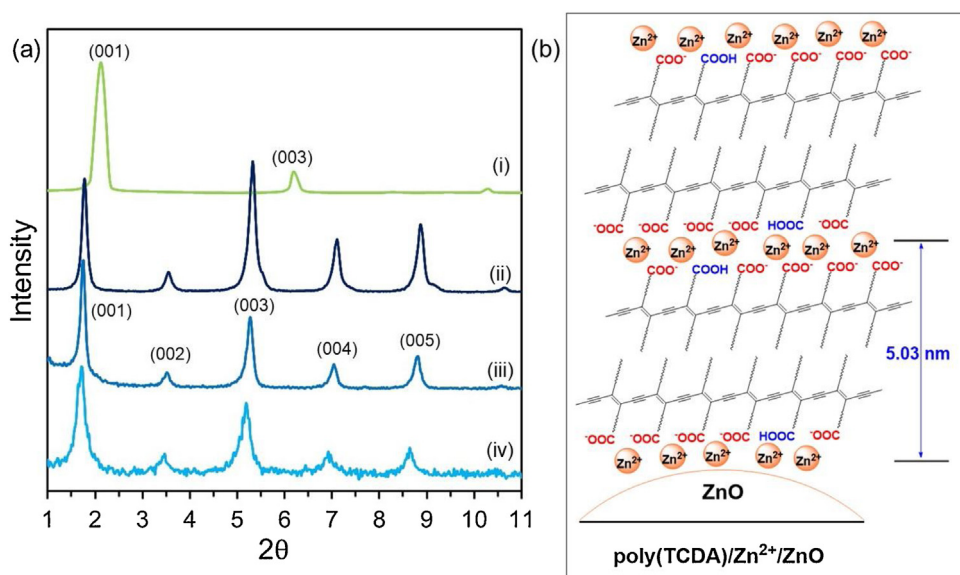 (a)
(001)
(003)
(i)
(ii)
(001)
(002)
(003)
(004)
(005)
(iii)
(iv)
Intensity
1 2 3 4 5 6 7 8 9 10 11
2θ
(b)
Zn²⁺ Zn²⁺ Zn²⁺ Zn²⁺ Zn²⁺ Zn²⁺
COO⁻ COOH COO⁻ COO⁻ COO⁻ COO⁻
⁻OOC ⁻OOC ⁻OOC ⁻OOC HOOC ⁻OOC
Zn²⁺ Zn²⁺ Zn²⁺ Zn²⁺ Zn²⁺ Zn²⁺
COO⁻ COOH COO⁻ COO⁻ COO⁻ COO⁻
5.03 nm
⁻OOC ⁻OOC ⁻OOC ⁻OOC HOOC ⁻OOC
Zn²⁺ Zn²⁺ Zn²⁺ Zn²⁺ Zn²⁺
ZnO
poly(TCDA)/Zn²⁺/ZnO